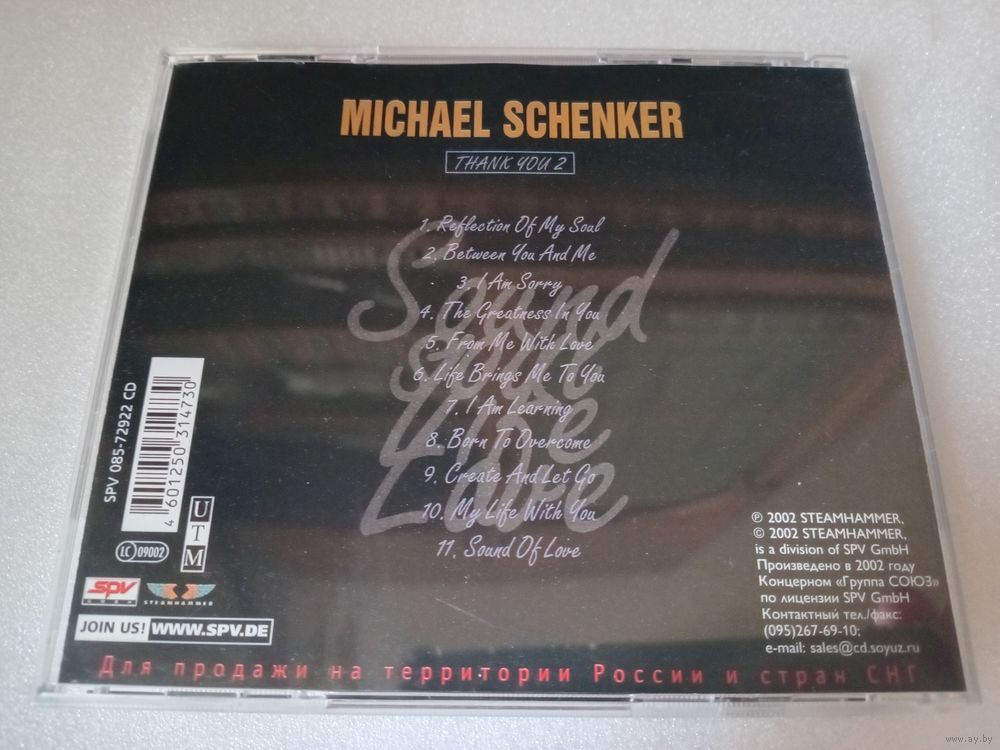 MICHAEL SCHENKER
THANK YOU 2
1. Reflection Of My Soul
2. Between You And Me
3. I Am Sorry
4. The Greatness In You
5. From Me With Love
6. Life Brings Me To You
7. I Am Learning
8. Born To Overcome
9. Create And Let Go
10. My Life With You
11. Sound Of Love
SPV 085-72922 CD
4 601250 314730
UTM
LC 09002
SPV
STEAMHAMMER
JOIN US! WWW.SPV.DE
℗ 2002 STEAMHAMMER,
© 2002 STEAMHAMMER,
is a division of SPV GmbH
Произведено в 2002 году
Концерном «Группа СОЮЗ»
по лицензии SPV GmbH
Контактный тел./факс:
(095)267-69-10;
e-mail: sales@cd.soyuz.ru
Для продажи на территории России и стран СНГ
www.ay.by